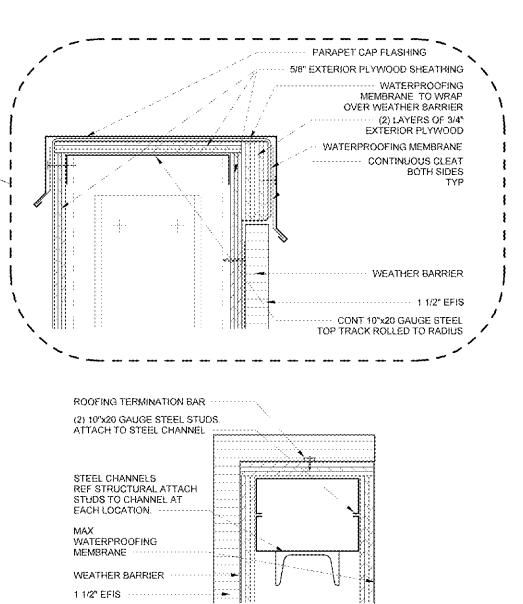 PARAPET CAP FLASHING
5/8" EXTERIOR PLYWOOD SHEATHING
WATERPROOFING
MEMBRANE TO WRAP
OVER WEATHER BARRIER
(2) LAYERS OF 3/4"
EXTERIOR PLYWOOD
WATERPROOFING MEMBRANE
CONTINUOUS CLEAT
BOTH SIDES
TYP
WEATHER BARRIER
1 1/2" EFIS
CONT 10"x20 GAUGE STEEL
TOP TRACK ROLLED TO RADIUS
ROOFING TERMINATION BAR
(2) 10"x20 GAUGE STEEL STUDS
ATTACH TO STEEL CHANNEL
STEEL CHANNELS
REF STRUCTURAL ATTACH
STUDS TO CHANNEL AT
EACH LOCATION.
MAX
WATERPROOFING
MEMBRANE
WEATHER BARRIER
1 1/2" EFIS